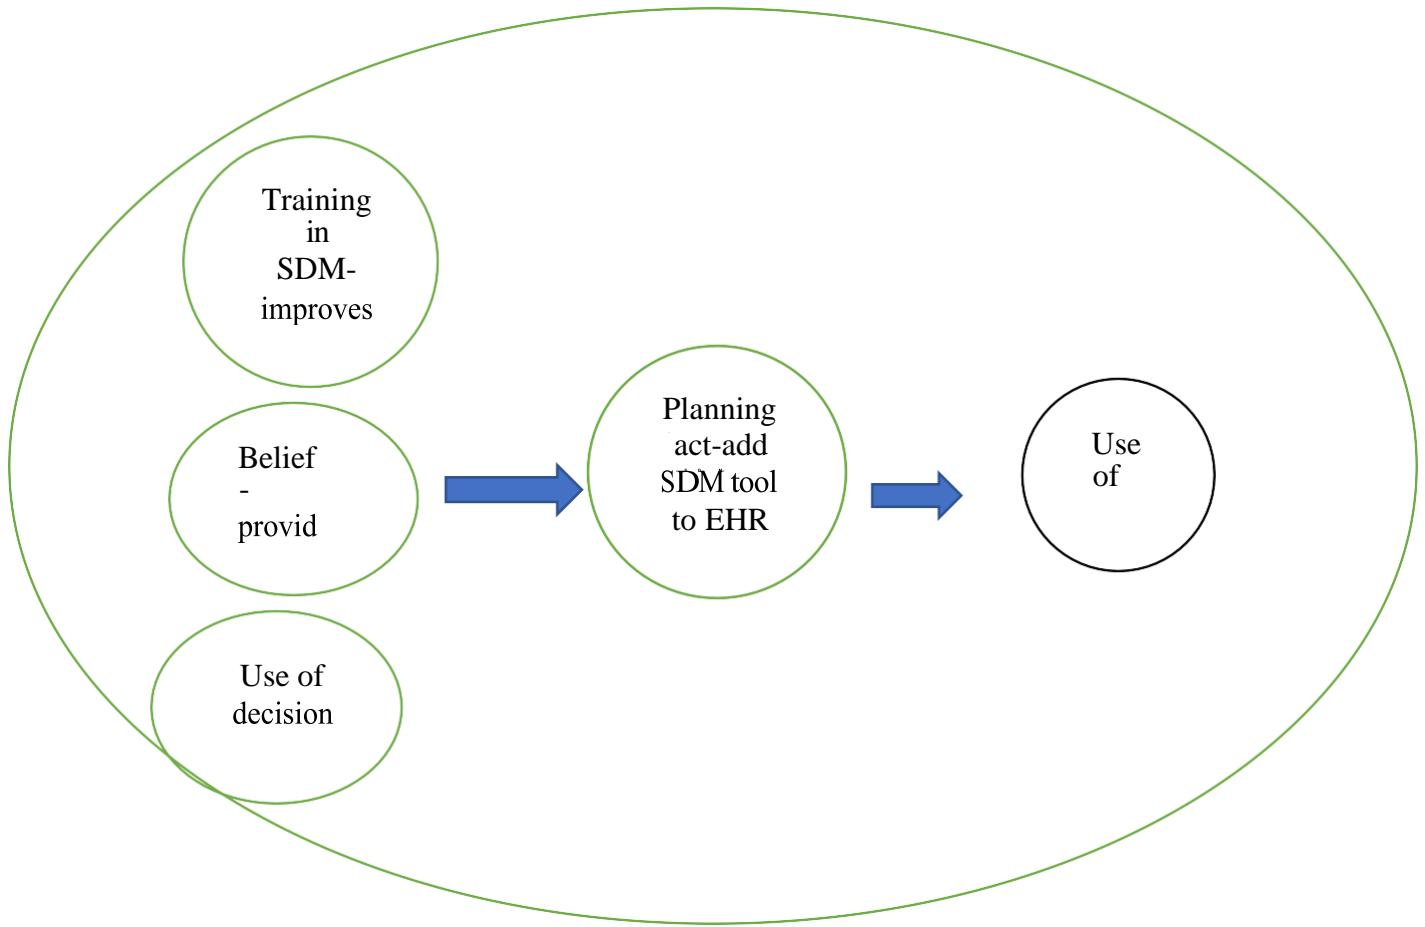 Training
in
SDM-
improves
Belief
-
provid
Use of
decision
Planning
act-add
SDM tool
to EHR
Use
of